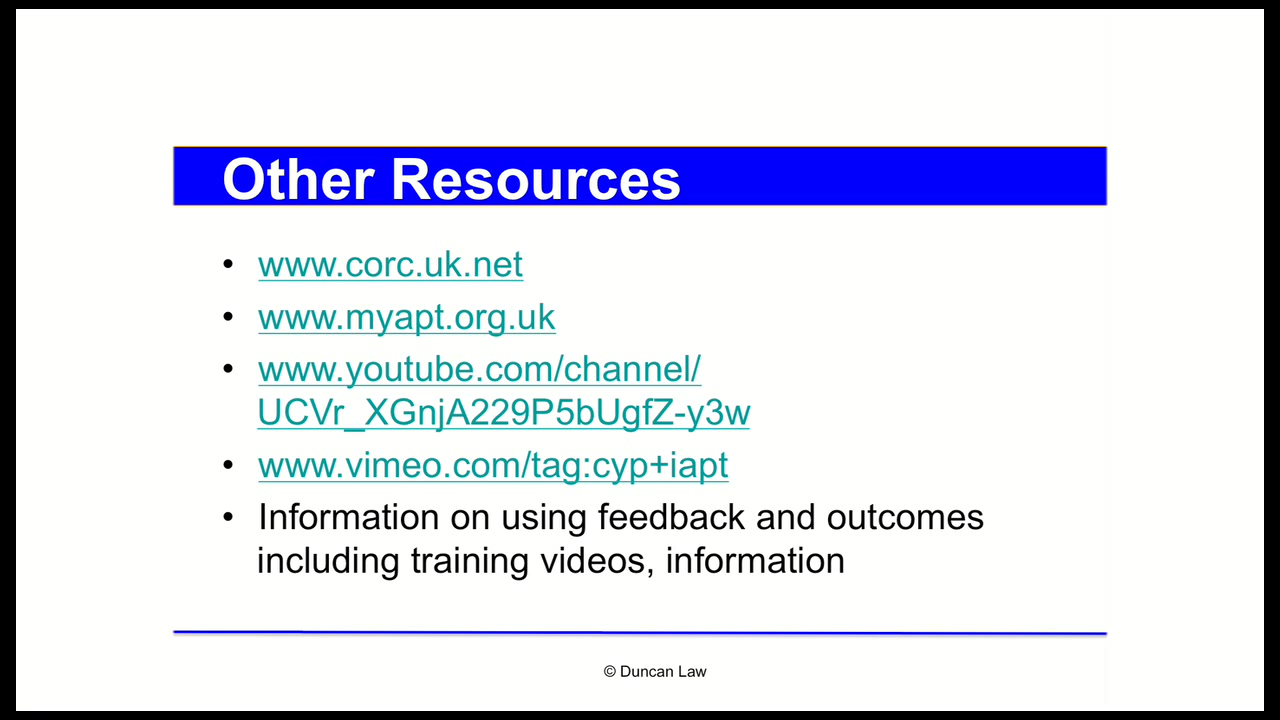 Other Resources
• www.corc.uk.net
• www.myapt.org.uk
• www.youtube.com/channel/
UCVr_XGnjA229P5bUgfZ-y3w
• www.vimeo.com/tag:cyp+iapt
• Information on using feedback and outcomes
including training videos, information
© Duncan Law